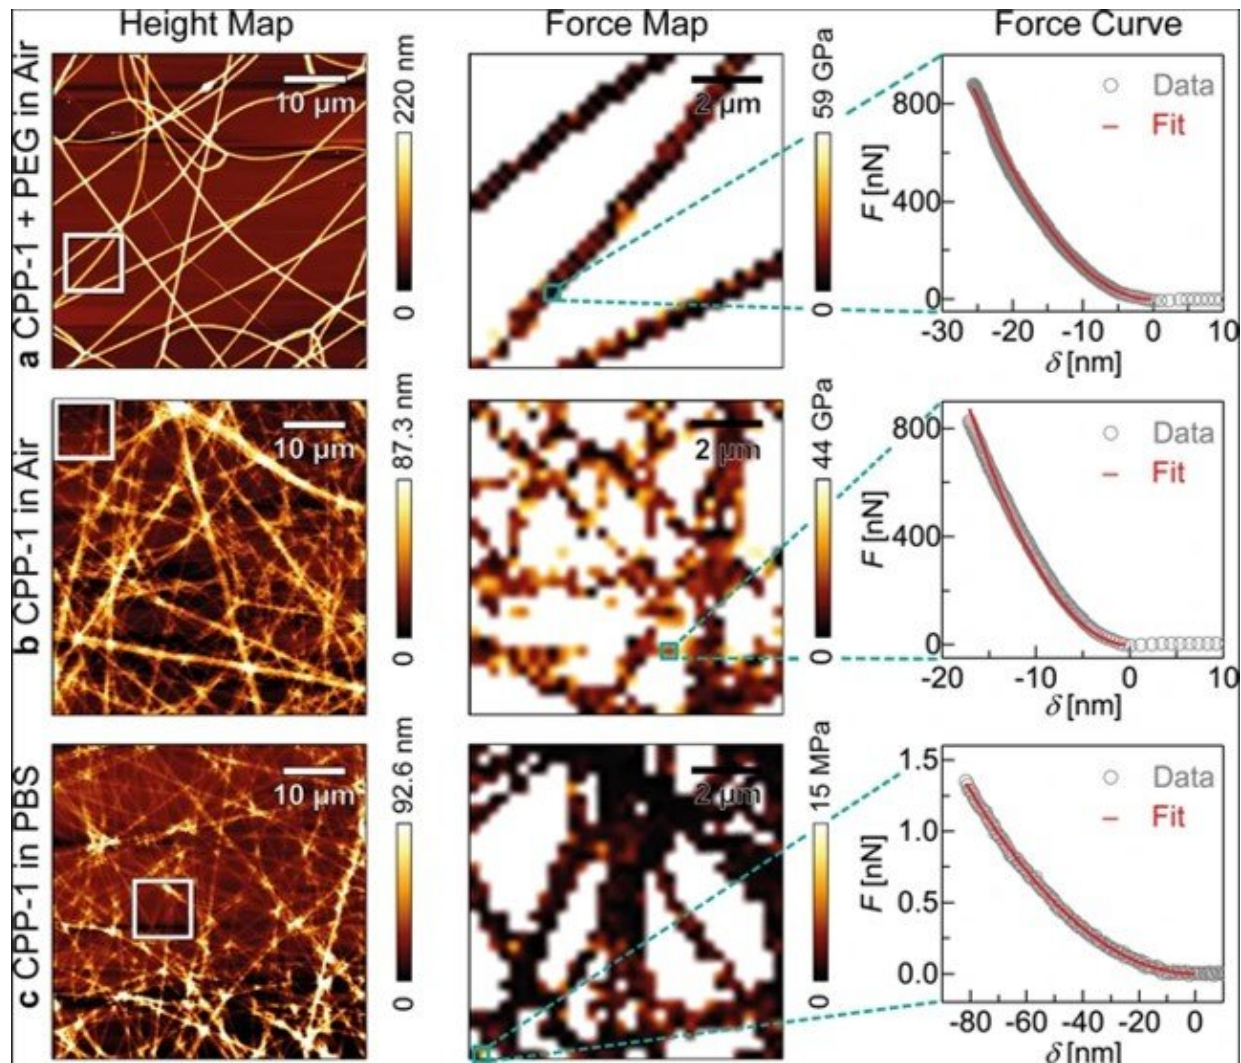 Height Map
Force Map
Force Curve
a CPP-1 + PEG in Air
10 μm
220 nm
0
2 μm
59 GPa
0
F [nN]
800
400
0
Data
Fit
-30 -20 -10 0 10
δ [nm]
b CPP-1 in Air
10 μm
87.3 nm
0
2 μm
44 GPa
0
F [nN]
800
400
0
Data
Fit
-20 -10 0 10
δ [nm]
c CPP-1 in PBS
10 μm
92.6 nm
0
2 μm
15 MPa
0
F [nN]
1.5
1.0
0.5
0.0
Data
Fit
-80 -60 -40 -20 0
δ [nm]